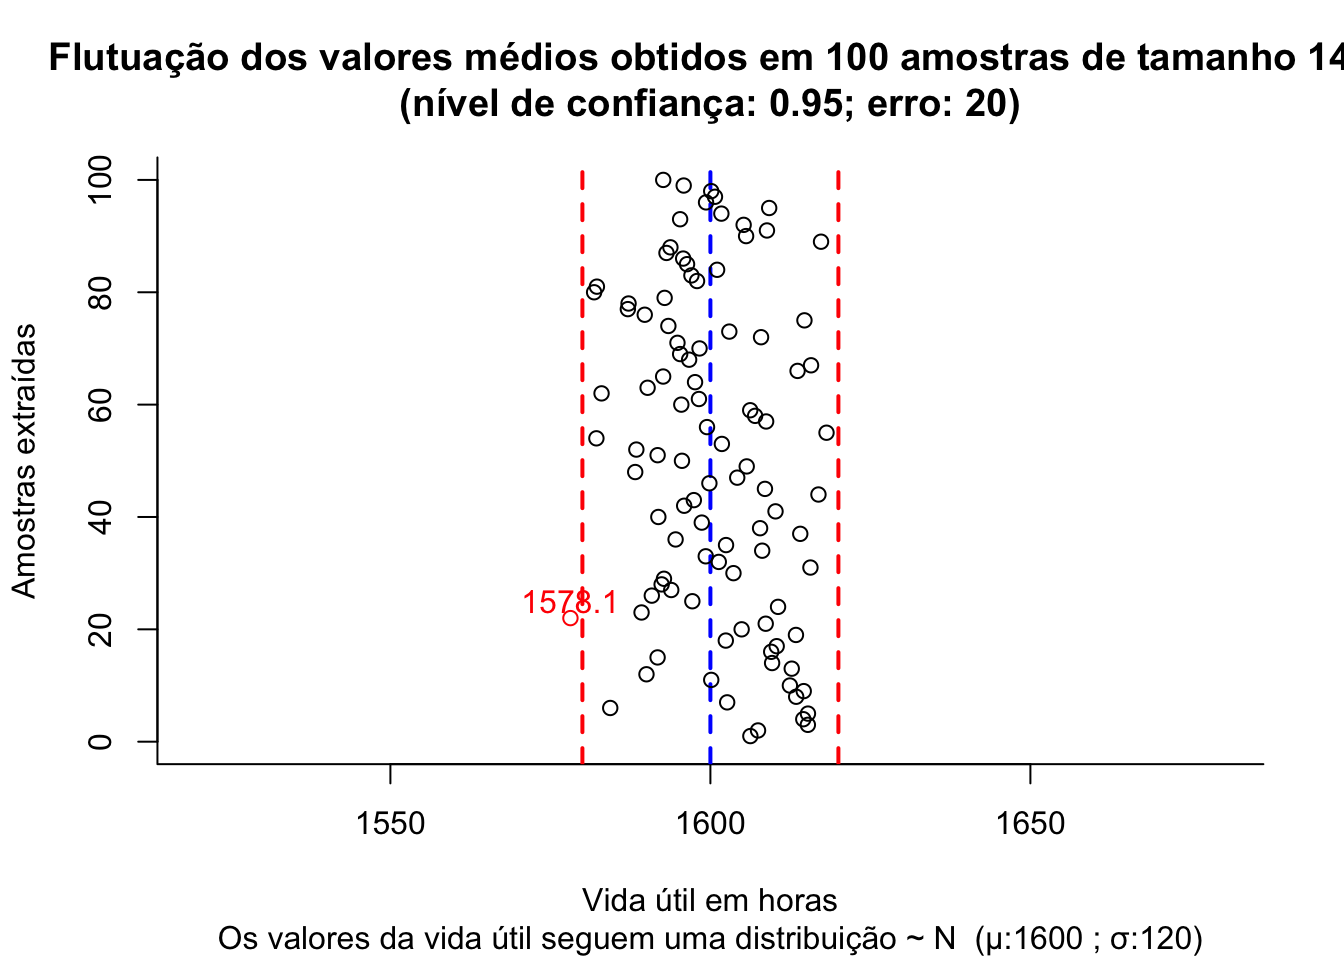 Flutuação dos valores médios obtidos em 100 amostras de tamanho 14
(nível de confiança: 0.95; erro: 20)
Amostras extraídas
100
80
60
40
20
0
1578.1
1550 1600 1650
Vida útil em horas
Os valores da vida útil seguem uma distribuição ~ N (μ:1600 ; σ:120)